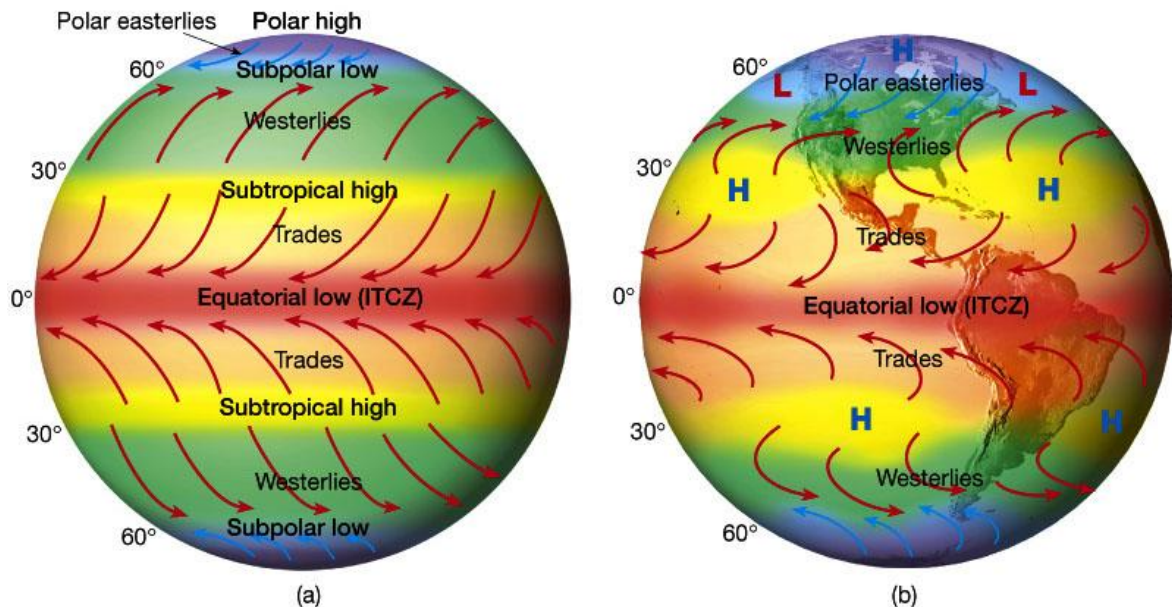 Polar easterlies
Polar high
60°
Subpolar low
Westerlies
30°
Subtropical high
Trades
0°
Equatorial low (ITCZ)
Trades
Subtropical high
30°
Westerlies
Subpolar low
60°
(a)
H
60°
L
Polar easterlies
L
Westerlies
30°
H
H
Trades
0°
Equatorial low (ITCZ)
Trades
H
H
30°
Westerlies
60°
(b)